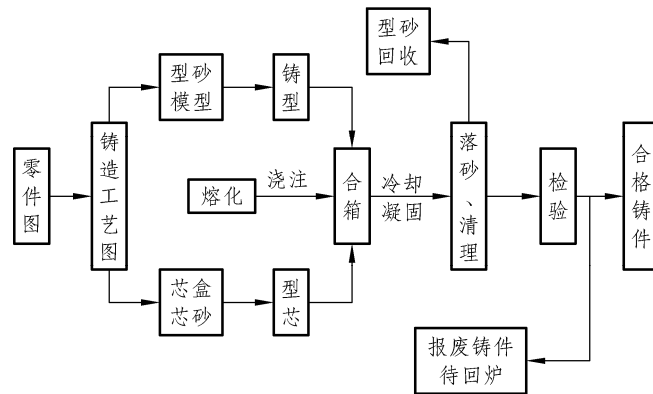 零件图
铸造工艺图
型砂
模型
铸型
熔化
浇注
芯盒
芯砂
型芯
合箱
冷却
凝固
型砂
回收
落砂、清理
检验
合格铸件
报废铸件
待回炉